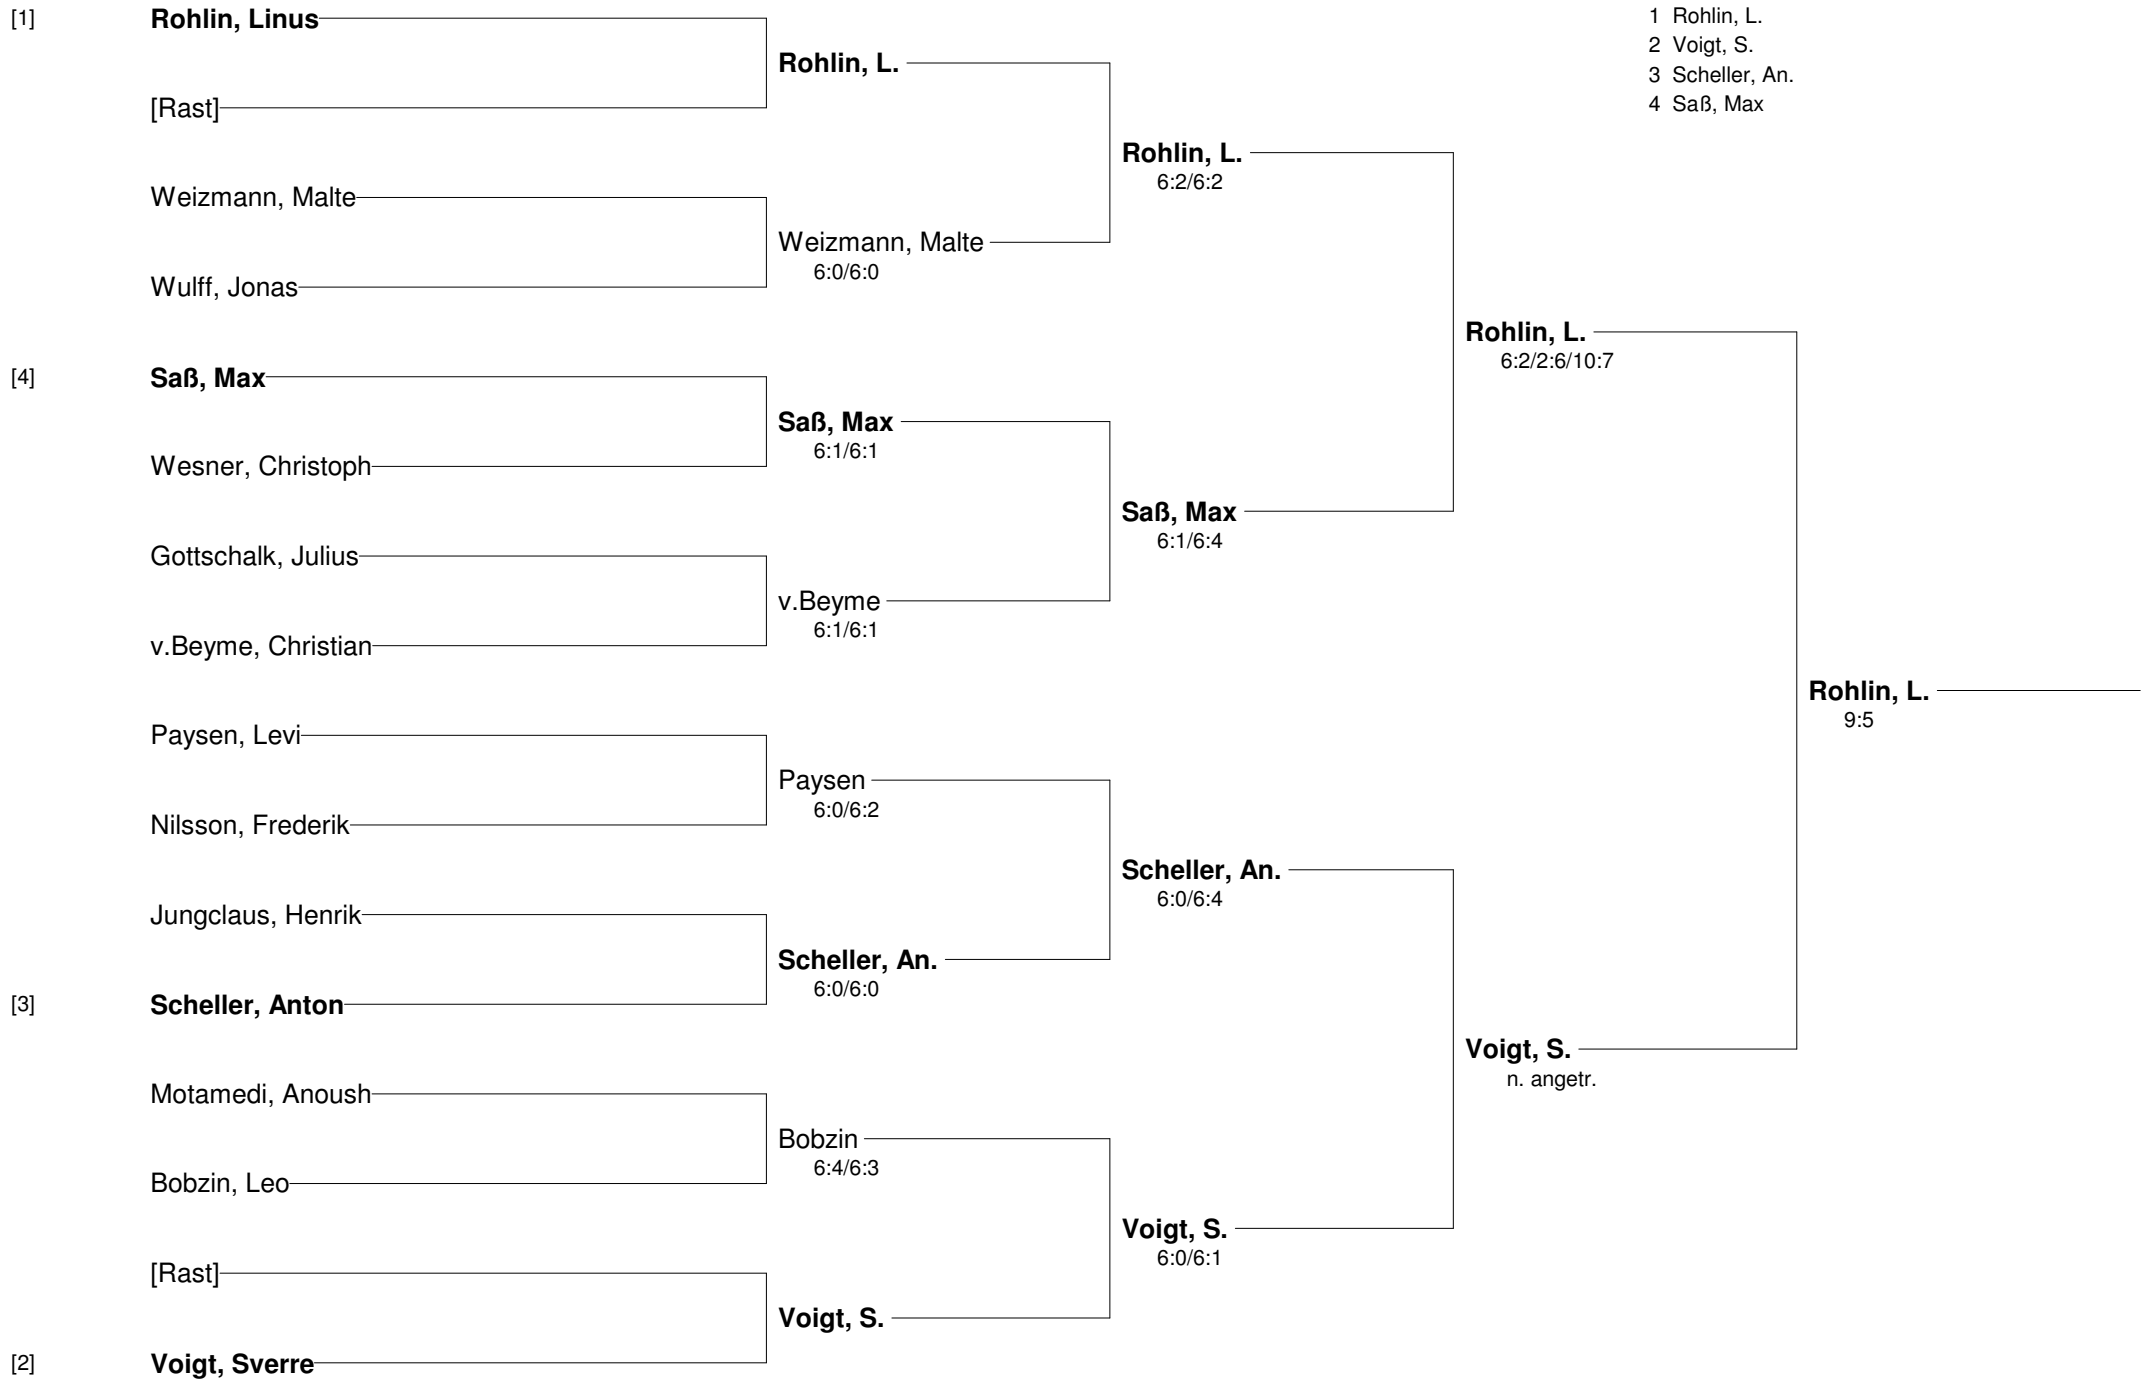 [1] Rohlin, Linus
[Rast]
Weizmann, Malte
Wulff, Jonas
[4] Saß, Max
Wesner, Christoph
Gottschalk, Julius
v.Beyme, Christian
Paysen, Levi
Nilsson, Frederik
Jungclaus, Henrik
[3] Scheller, Anton
Motamedi, Anoush
Bobzin, Leo
[Rast]
[2] Voigt, Sverre
Rohlin, L.
Weizmann, Malte
6:0/6:0
Saß, Max
6:1/6:1
v.Beyme
6:1/6:1
Paysen
6:0/6:2
Scheller, An.
6:0/6:0
Bobzin
6:4/6:3
Voigt, S.
Rohlin, L.
6:2/6:2
Saß, Max
6:1/6:4
Scheller, An.
6:0/6:4
Voigt, S.
6:0/6:1
Rohlin, L.
6:2/2:6/10:7
Voigt, S.
n. angetr.
Rohlin, L.
9:5
1 Rohlin, L.
2 Voigt, S.
3 Scheller, An.
4 Saß, Max